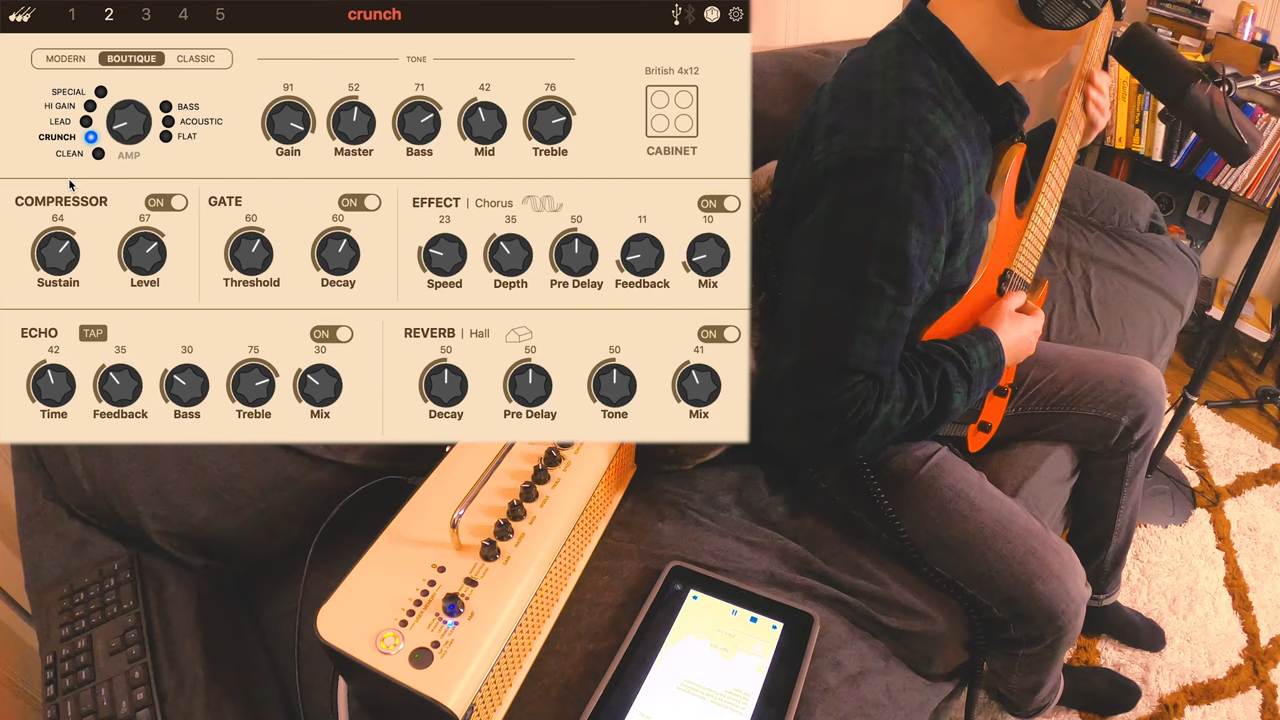 1 2 3 4 5 crunch
MODERN BOUTIQUE CLASSIC
TONE
SPECIAL
HI GAIN
LEAD
CRUNCH
CLEAN
AMP
BASS
ACOUSTIC
FLAT
91 52 71 42 76
Gain Master Bass Mid Treble
British 4x12
CABINET
COMPRESSOR ON
64 67
Sustain Level
GATE ON
60 60
Threshold Decay
EFFECT | Chorus ON
23 35 50 11 10
Speed Depth Pre Delay Feedback Mix
ECHO TAP ON
42 35 30 75 30
Time Feedback Bass Treble Mix
REVERB | Hall ON
50 50 50 41
Decay Pre Delay Tone Mix